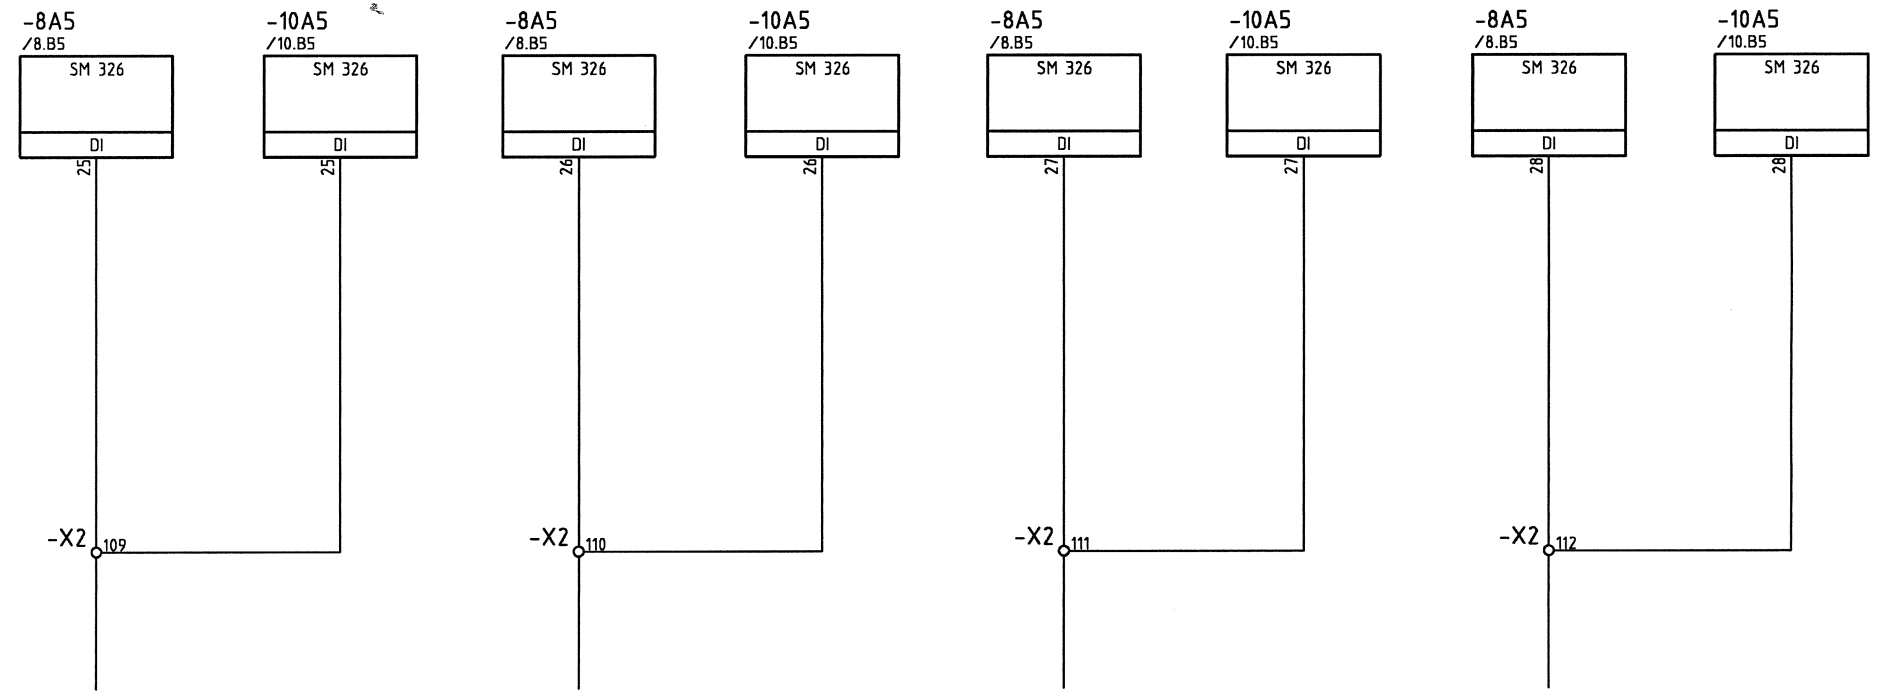 -8A5
/8.B5
SM 326
DI
25
-10A5
/10.B5
SM 326
DI
25
-X2
109
-8A5
/8.B5
SM 326
DI
26
-10A5
/10.B5
SM 326
DI
26
-X2
110
-8A5
/8.B5
SM 326
DI
27
-10A5
/10.B5
SM 326
DI
27
-X2
111
-8A5
/8.B5
SM 326
DI
28
-10A5
/10.B5
SM 326
DI
28
-X2
112